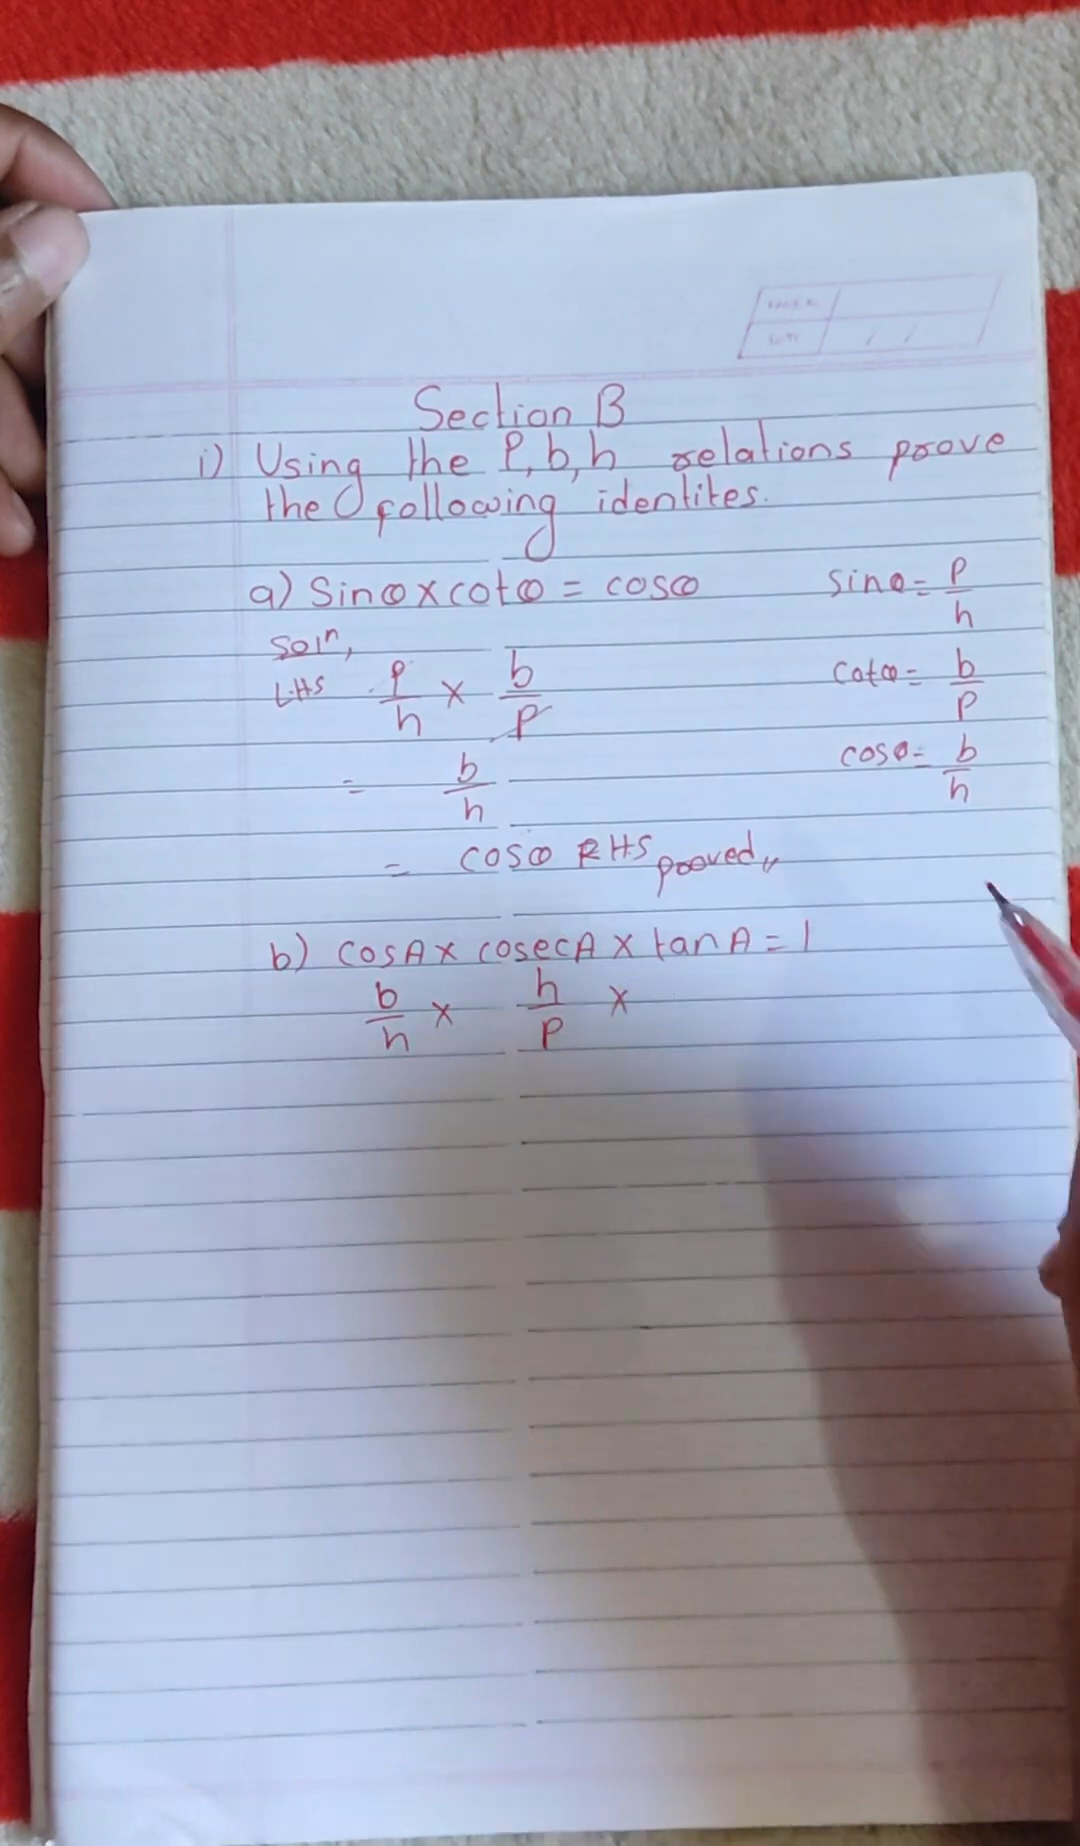 Section B
i) Using the P, b, h relations prove
the following identites.
a) Sinθ x cotθ = cosθ
Sinθ = P/h
Soln,
LHS P/h x b/P
Cotθ = b/P
= b/h
cosθ = b/h
= cosθ RHS prooved,,
b) cosA x cosecA x tanA = 1
b/h x h/P x